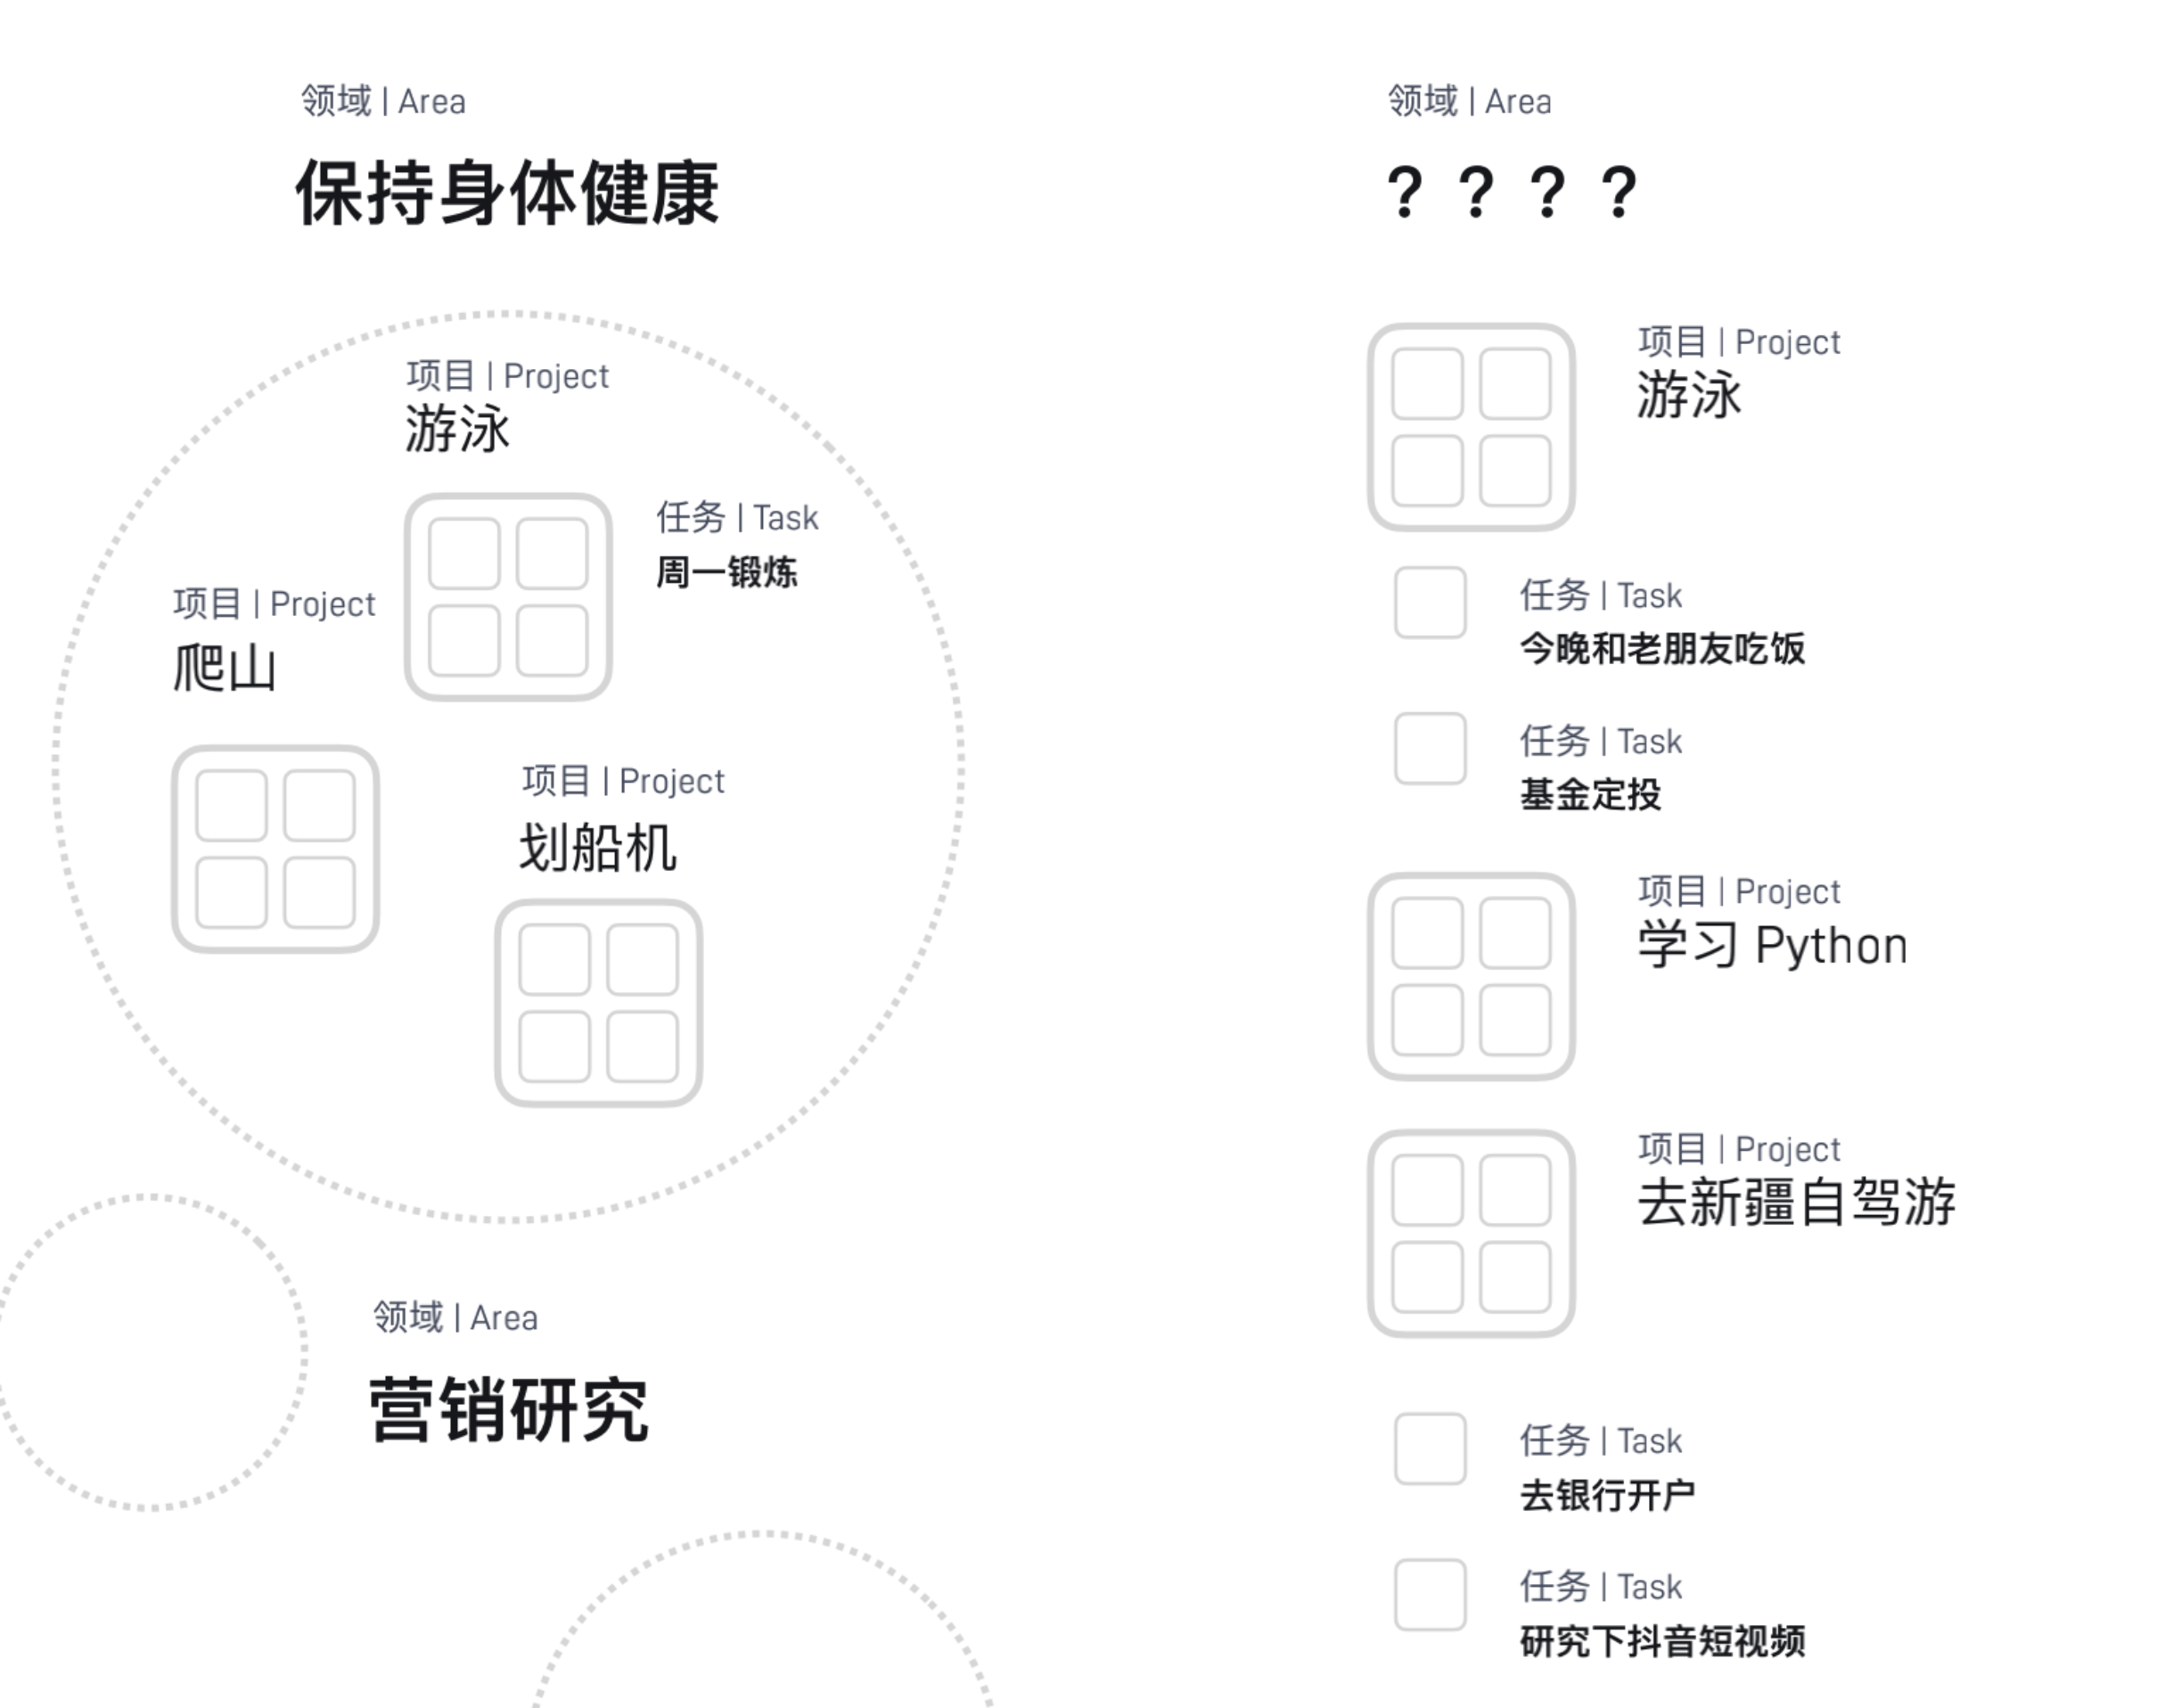 领域 | Area
保持身体健康
项目 | Project
游泳
任务 | Task
周一锻炼
项目 | Project
爬山
项目 | Project
划船机
领域 | Area
营销研究
领域 | Area
？？？？
项目 | Project
游泳
任务 | Task
今晚和老朋友吃饭
任务 | Task
基金定投
项目 | Project
学习 Python
项目 | Project
去新疆自驾游
任务 | Task
去银行开户
任务 | Task
研究下抖音短视频